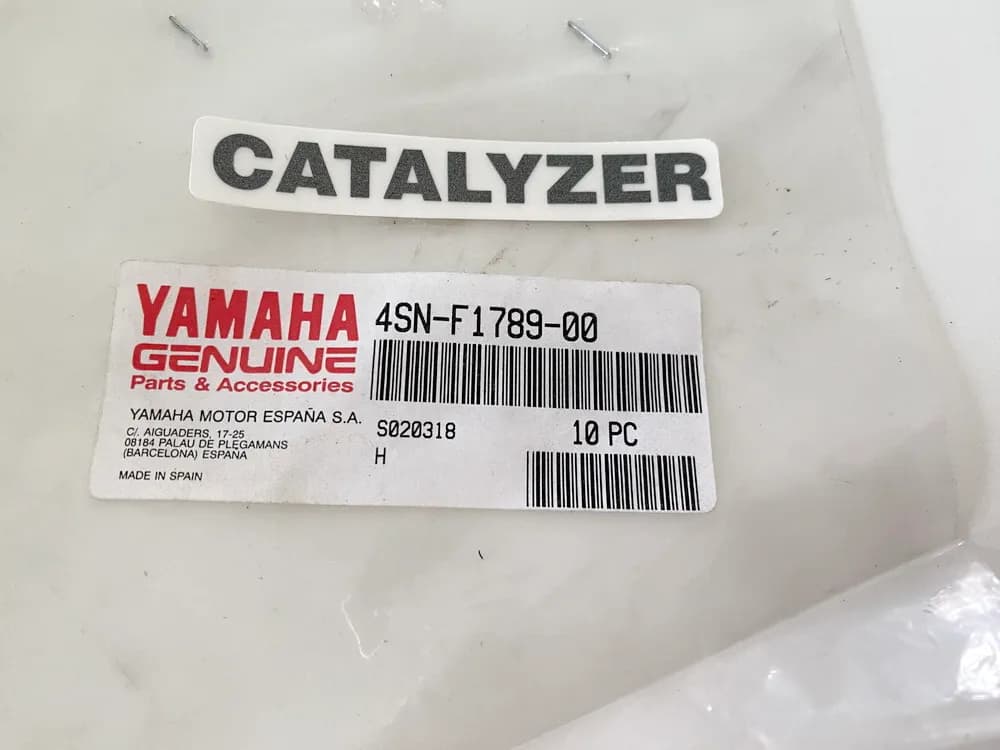 CATALYZER
YAMAHA
GENUINE
Parts & Accessories
YAMAHA MOTOR ESPAÑA S.A.
C/. AIGUADERS, 17-25
08184 PALAU DE PLEGAMANS
(BARCELONA) ESPAÑA
MADE IN SPAIN
4SN-F1789-00
S020318
10 PC
H